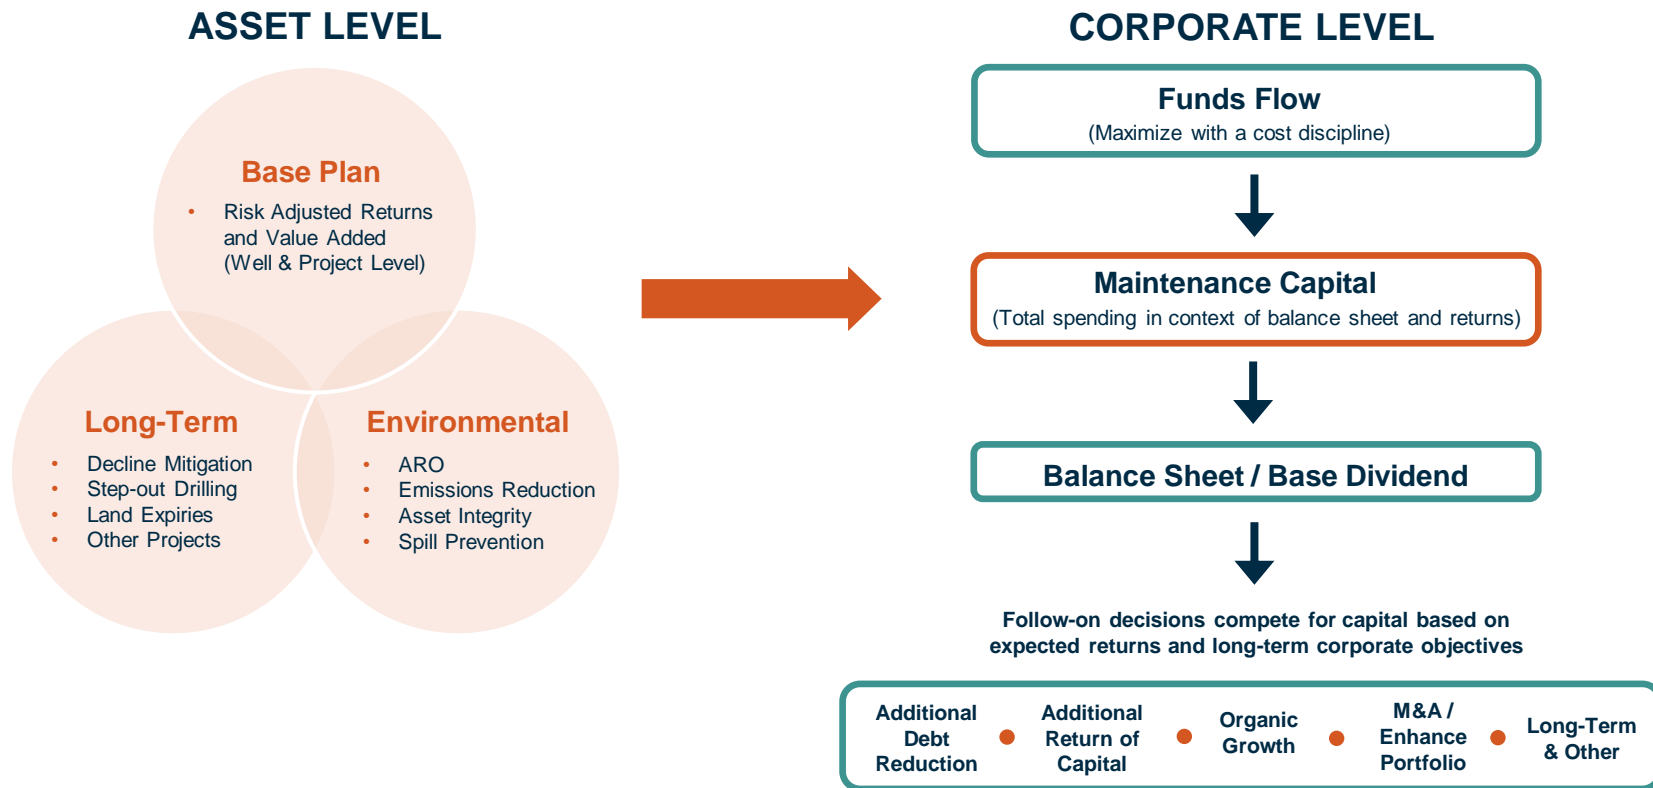 ASSET LEVEL
Base Plan
• Risk Adjusted Returns
and Value Added
(Well & Project Level)
Long-Term
• Decline Mitigation
• Step-out Drilling
• Land Expiries
• Other Projects
Environmental
• ARO
• Emissions Reduction
• Asset Integrity
• Spill Prevention
CORPORATE LEVEL
Funds Flow
(Maximize with a cost discipline)
Maintenance Capital
(Total spending in context of balance sheet and returns)
Balance Sheet / Base Dividend
Follow-on decisions compete for capital based on
expected returns and long-term corporate objectives
Additional
Debt
Reduction
Additional
Return of
Capital
Organic
Growth
M&A /
Enhance
Portfolio
Long-Term
& Other